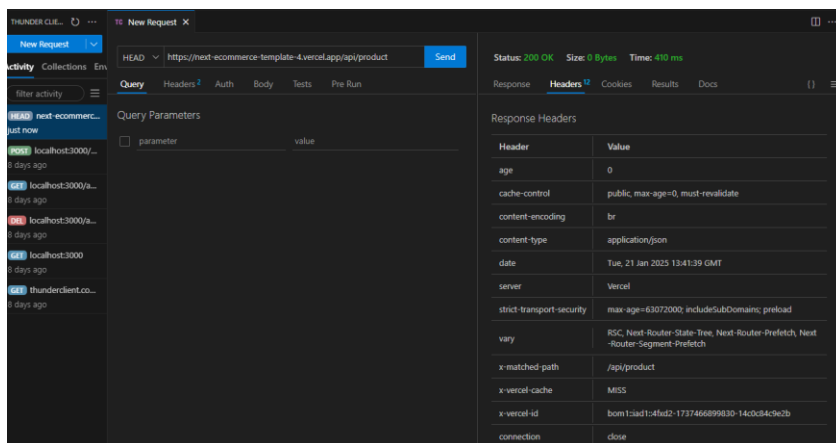 THUNDER CLIE...
TC New Request
New Request
Activity Collections Env
filter activity
HEAD next-ecommerc...
just now
POST localhost:3000/...
8 days ago
GET localhost:3000/a...
8 days ago
DEL localhost:3000/a...
8 days ago
GET localhost:3000
8 days ago
GET thunderclient.co...
8 days ago
HEAD https://next-ecommerce-template-4.vercel.app/api/product Send
Query Headers 2 Auth Body Tests Pre Run
Query Parameters
parameter value
Status: 200 OK Size: 0 Bytes Time: 410 ms
Response Headers 12 Cookies Results Docs { }
Response Headers
Header Value
age 0
cache-control public, max-age=0, must-revalidate
content-encoding br
content-type application/json
date Tue, 21 Jan 2025 13:41:39 GMT
server Vercel
strict-transport-security max-age=63072000; includeSubDomains; preload
vary RSC, Next-Router-State-Tree, Next-Router-Prefetch, Next
-Router-Segment-Prefetch
x-matched-path /api/product
x-vercel-cache MISS
x-vercel-id bom1::iad1::4fxd2-1737466899830-14c0c84c9e2b
connection close